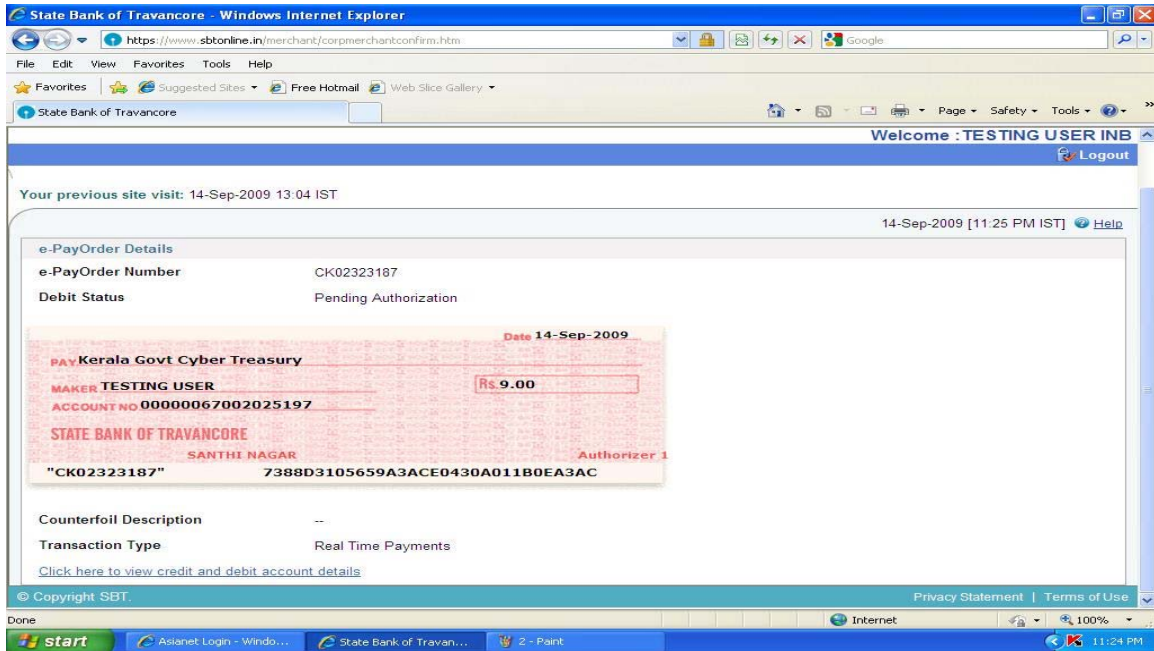 State Bank of Travancore - Windows Internet Explorer
https://www.sbtonline.in/merchant/corpmerchantconfirm.htm
Google
File Edit View Favorites Tools Help
Favorites Suggested Sites Free Hotmail Web Slice Gallery
State Bank of Travancore
Page Safety Tools
Welcome :TESTING USER INB
Logout
Your previous site visit: 14-Sep-2009 13:04 IST
14-Sep-2009 [11:25 PM IST] Help
e-PayOrder Details
e-PayOrder Number CK02323187
Debit Status Pending Authorization
Date 14-Sep-2009
PAY Kerala Govt Cyber Treasury
MAKER TESTING USER Rs.9.00
ACCOUNT NO 00000067002025197
STATE BANK OF TRAVANCORE
SANTHI NAGAR Authorizer 1
"CK02323187" 7388D3105659A3ACE0430A011B0EA3AC
Counterfoil Description --
Transaction Type Real Time Payments
Click here to view credit and debit account details
© Copyright SBT. Privacy Statement | Terms of Use
Done Internet 100%
start Asianet Login - Windo... State Bank of Travan... 2 - Paint 11:24 PM